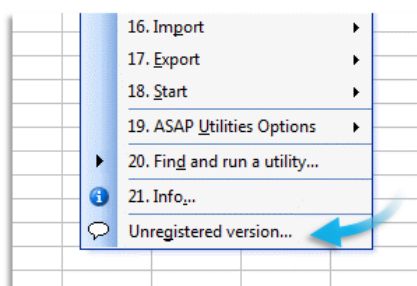 16. Import
17. Export
18. Start
19. ASAP Utilities Options
20. Find and run a utility...
21. Info...
Unregistered version...